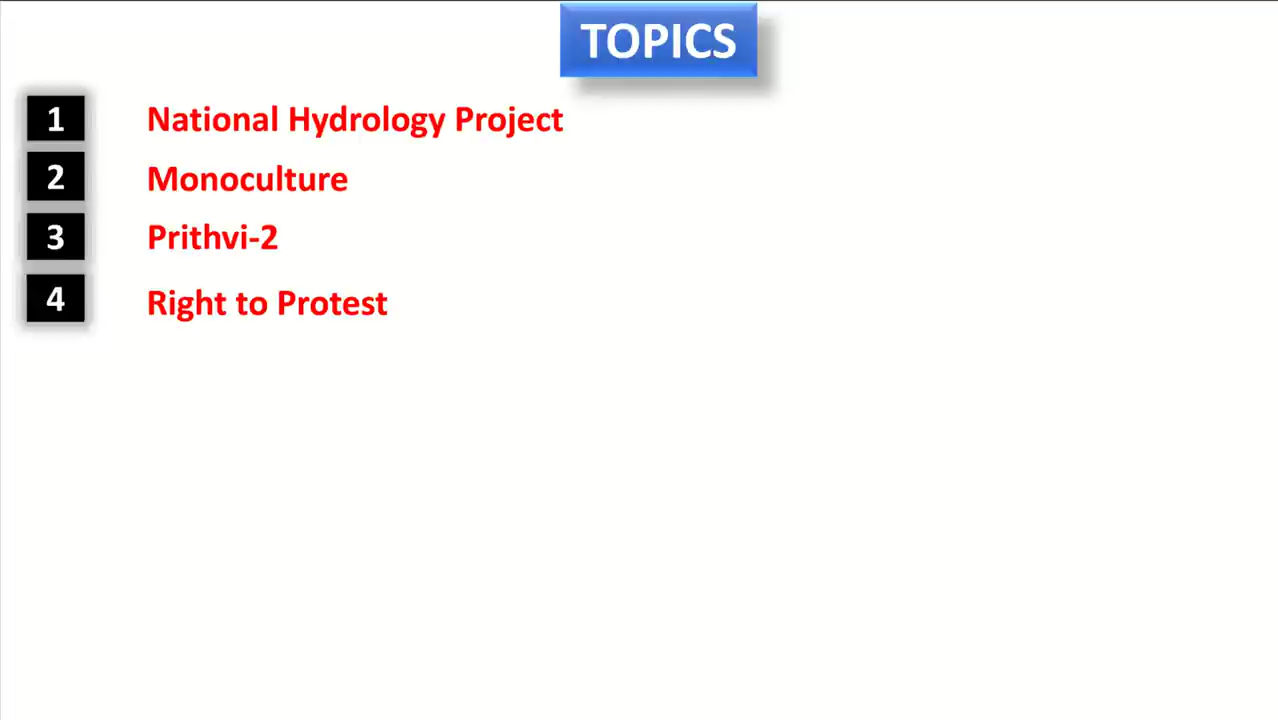 TOPICS
1 National Hydrology Project
2 Monoculture
3 Prithvi-2
4 Right to Protest